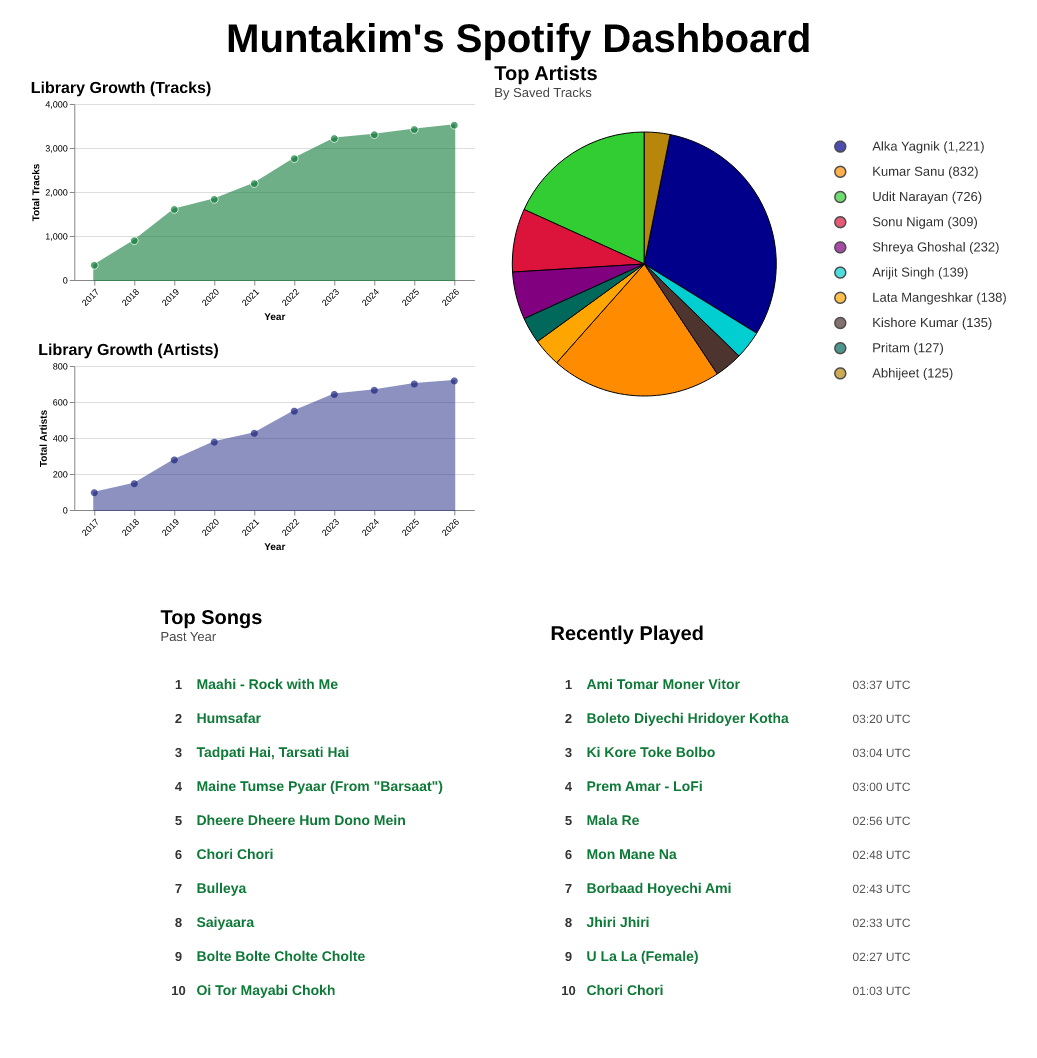 Muntakim's Spotify Dashboard
Library Growth (Tracks)
Total Tracks
4,000
3,000
2,000
1,000
0
2017 2018 2019 2020 2021 2022 2023 2024 2025 2026
Year
Library Growth (Artists)
Total Artists
800
600
400
200
0
2017 2018 2019 2020 2021 2022 2023 2024 2025 2026
Year
Top Artists
By Saved Tracks
Alka Yagnik (1,221)
Kumar Sanu (832)
Udit Narayan (726)
Sonu Nigam (309)
Shreya Ghoshal (232)
Arijit Singh (139)
Lata Mangeshkar (138)
Kishore Kumar (135)
Pritam (127)
Abhijeet (125)
Top Songs
Past Year
1 Maahi - Rock with Me
2 Humsafar
3 Tadpati Hai, Tarsati Hai
4 Maine Tumse Pyaar (From "Barsaat")
5 Dheere Dheere Hum Dono Mein
6 Chori Chori
7 Bulleya
8 Saiyaara
9 Bolte Bolte Cholte Cholte
10 Oi Tor Mayabi Chokh
Recently Played
1 Ami Tomar Moner Vitor 03:37 UTC
2 Boleto Diyechi Hridoyer Kotha 03:20 UTC
3 Ki Kore Toke Bolbo 03:04 UTC
4 Prem Amar - LoFi 03:00 UTC
5 Mala Re 02:56 UTC
6 Mon Mane Na 02:48 UTC
7 Borbaad Hoyechi Ami 02:43 UTC
8 Jhiri Jhiri 02:33 UTC
9 U La La (Female) 02:27 UTC
10 Chori Chori 01:03 UTC